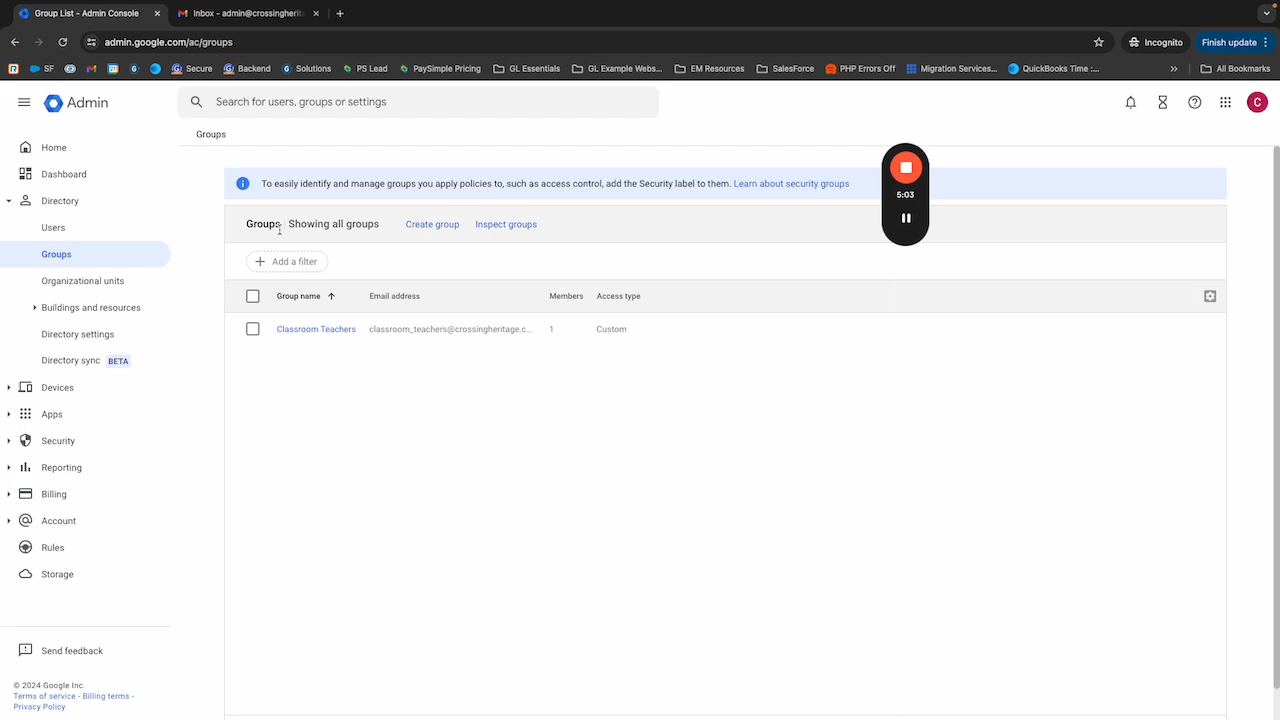 Group List - Admin Console
Inbox - admin@crossingherita
admin.google.com/ac/groups
Incognito
Finish update
SF
Secure
Backend
Solutions
PS Lead
PaySimple Pricing
GL Essentials
GL Example Webs...
EM Resources
Salesforce
PHP Errors Off
Migration Services...
QuickBooks Time :...
»
All Bookmarks
Admin
Search for users, groups or settings
C
Groups
Home
Dashboard
Directory
Users
Groups
Organizational units
Buildings and resources
Directory settings
Directory sync BETA
Devices
Apps
Security
Reporting
Billing
Account
Rules
Storage
Send feedback
© 2024 Google Inc.
Terms of service - Billing terms -
Privacy Policy
To easily identify and manage groups you apply policies to, such as access control, add the Security label to them. Learn about security groups
Groups Showing all groups Create group Inspect groups
Add a filter
Group name Email address Members Access type
Classroom Teachers classroom_teachers@crossingheritage.c... 1 Custom
5:03